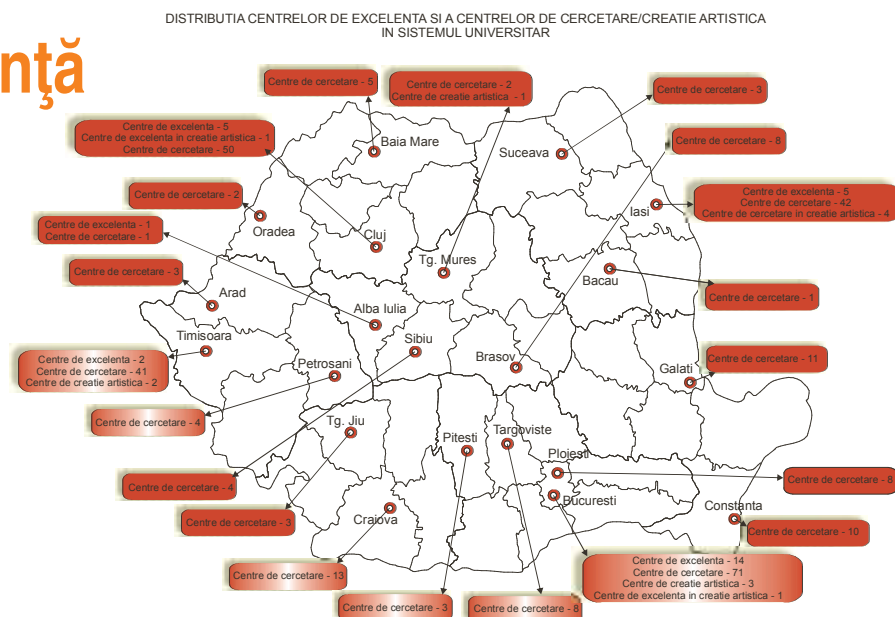 DISTRIBUTIA CENTRELOR DE EXCELENTA SI A CENTRELOR DE CERCETARE/CREATIE ARTISTICA
IN SISTEMUL UNIVERSITAR
nţă
Centre de cercetare - 5
Centre de cercetare - 2
Centre de creatie artistica - 1
Centre de cercetare - 3
Centre de excelenta - 5
Centre de excelenta in creatie artistica - 1
Centre de cercetare - 50
Baia Mare
Suceava
Centre de cercetare - 8
Centre de cercetare - 2
Oradea
Centre de excelenta - 5
Centre de cercetare - 42
Centre de cercetare in creatie artistica - 4
Iasi
Centre de excelenta - 1
Centre de cercetare - 1
Cluj
Tg. Mures
Bacau
Centre de cercetare - 3
Arad
Centre de cercetare - 1
Alba Iulia
Timisoara
Sibiu
Brasov
Centre de excelenta - 2
Centre de cercetare - 41
Centre de creatie artistica - 2
Petrosani
Galati
Centre de cercetare - 11
Centre de cercetare - 4
Tg. Jiu
Pitesti
Targoviste
Ploiesti
Centre de cercetare - 8
Centre de cercetare - 4
Bucuresti
Constanta
Centre de cercetare - 3
Craiova
Centre de cercetare - 10
Centre de cercetare - 13
Centre de excelenta - 14
Centre de cercetare - 71
Centre de creatie artistica - 3
Centre de excelenta in creatie artistica - 1
Centre de cercetare - 3
Centre de cercetare - 8